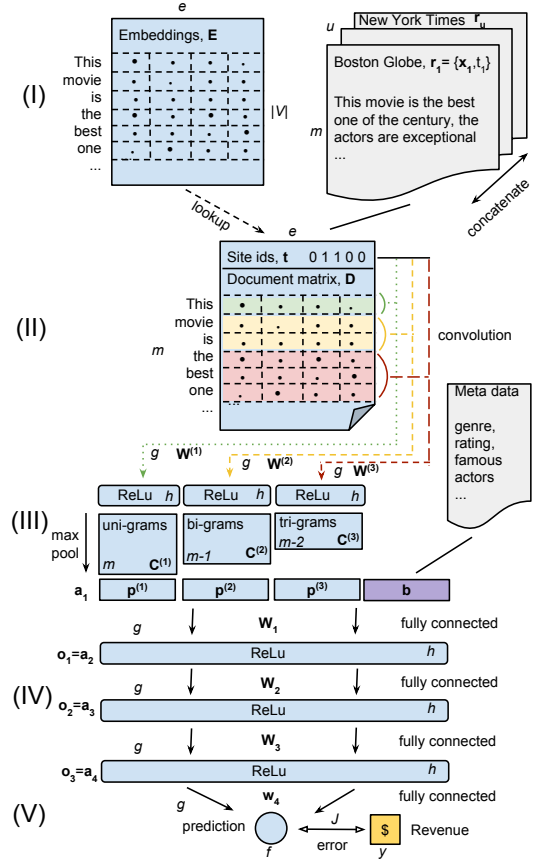 e
u
New York Times r_u
Embeddings, E
Boston Globe, r_1= {x_1,t_1}
This
movie
is
the
best
one
...
(I)
|V|
m
This movie is the best
one of the century, the
actors are exceptional
...
lookup
concatenate
e
Site ids, t 0 1 1 0 0
Document matrix, D
This
movie
is
the
best
one
...
...
(II)
m
convolution
Meta data
genre,
rating,
famous
actors
...
g W^(1)
g W^(2)
g W^(3)
ReLu h
ReLu h
ReLu h
(III)
max
pool
uni-grams
m C^(1)
bi-grams
m-1 C^(2)
tri-grams
m-2 C^(3)
a_1 p^(1) p^(2) p^(3) b
g W_1 fully connected
o_1=a_2 ReLu h
(IV)
g W_2 fully connected
o_2=a_3 ReLu h
g W_3 fully connected
o_3=a_4 ReLu h
g w_4 fully connected
(V)
prediction
f
J
error
$
y
Revenue